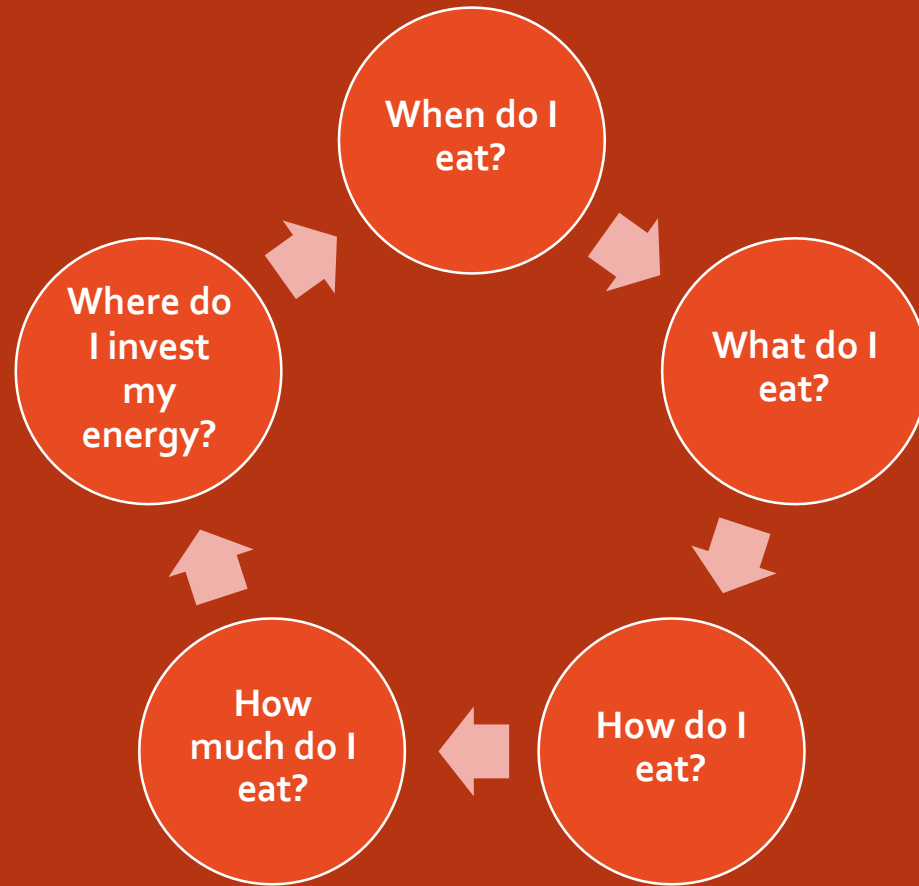 When do I
eat?
What do I
eat?
How do I
eat?
How
much do I
eat?
Where do
I invest
my
energy?